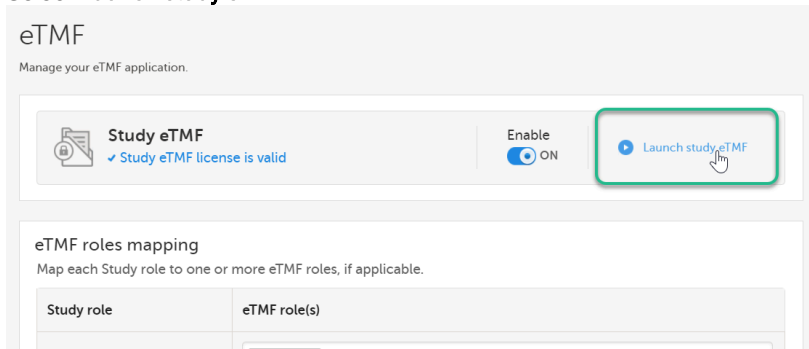 eTMF
Manage your eTMF application.
Study eTMF
✔ Study eTMF license is valid
Enable
ON
Launch study eTMF
eTMF roles mapping
Map each Study role to one or more eTMF roles, if applicable.
Study role eTMF role(s)